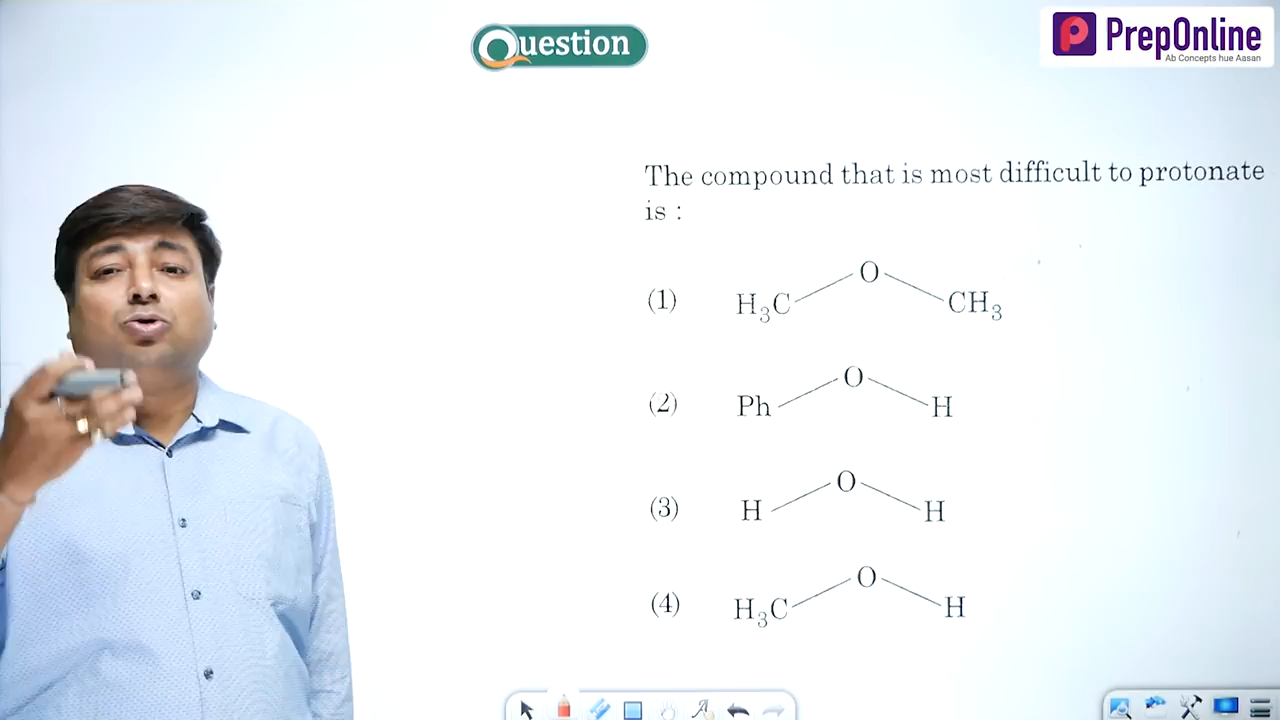 Question
PrepOnline
Ab Concepts hue Aasan
The compound that is most difficult to protonate
is :
(1) H₃C O CH₃
(2) Ph O H
(3) H O H
(4) H₃C O H